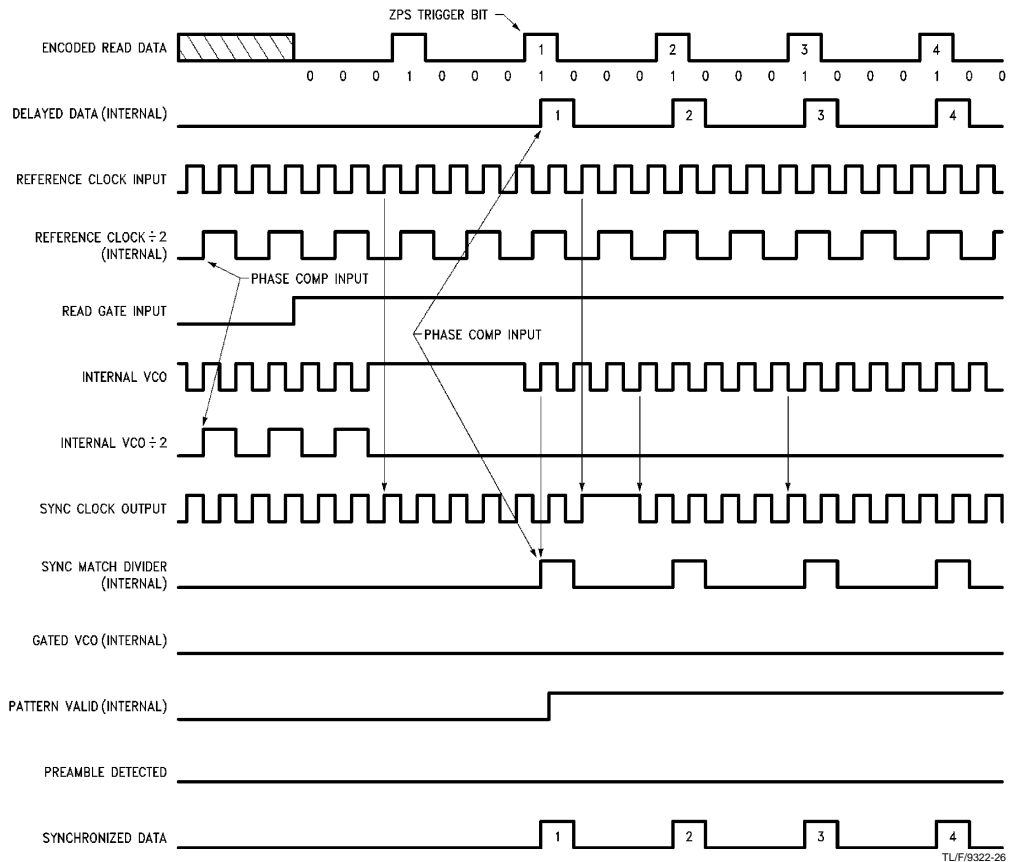 ZPS TRIGGER BIT
ENCODED READ DATA
1 2 3 4
0 0 0 1 0 0 0 1 0 0 0 1 0 0 0 1 0 0 0 1 0 0
DELAYED DATA (INTERNAL)
1 2 3 4
REFERENCE CLOCK INPUT
REFERENCE CLOCK ÷ 2
(INTERNAL)
PHASE COMP INPUT
READ GATE INPUT
PHASE COMP INPUT
INTERNAL VCO
INTERNAL VCO ÷ 2
SYNC CLOCK OUTPUT
SYNC MATCH DIVIDER
(INTERNAL)
GATED VCO (INTERNAL)
PATTERN VALID (INTERNAL)
PREAMBLE DETECTED
SYNCHRONIZED DATA
1 2 3 4
TL/F/9322-26